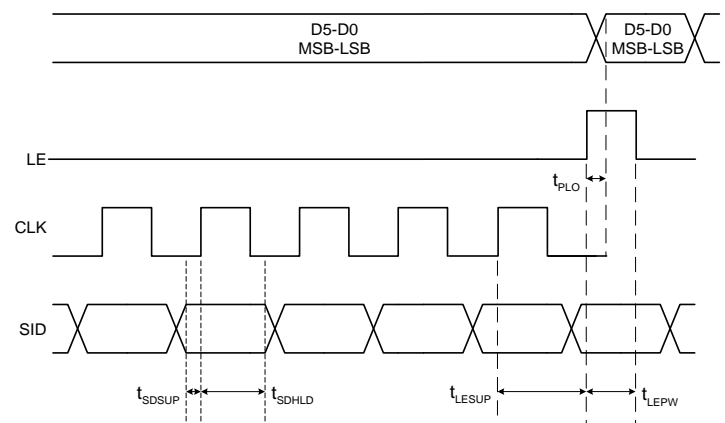 D5-D0
MSB-LSB
D5-D0
MSB-LSB
LE
tPLO
CLK
SID
tSDSUP
tSDHLD
tLESUP
tLEPW